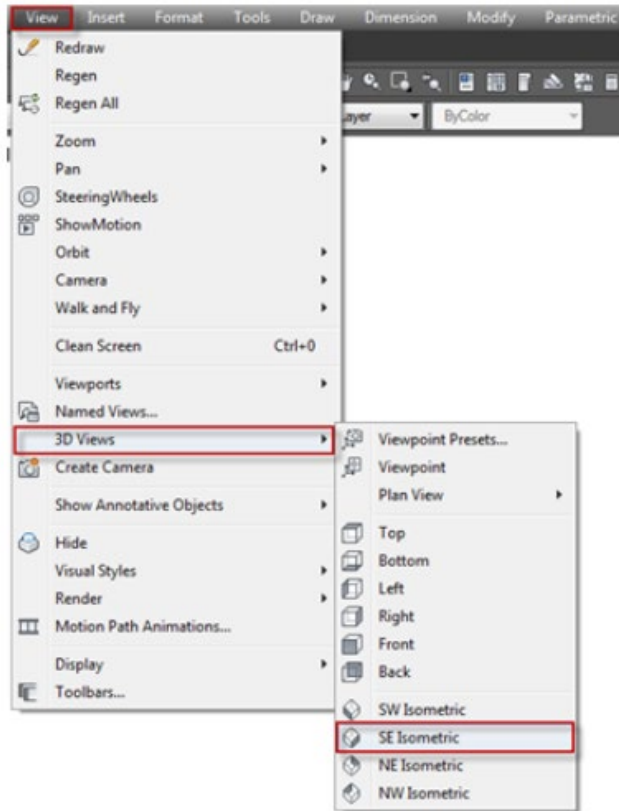 View Insert Format Tools Draw Dimension Modify Parametric
Redraw
Regen
Regen All
ayer ByColor
Zoom
Pan
SteeringWheels
ShowMotion
Orbit
Camera
Walk and Fly
Clean Screen Ctrl+0
Viewports
Named Views...
3D Views
Create Camera
Show Annotative Objects
Hide
Visual Styles
Render
Motion Path Animations...
Display
Toolbars...
Viewpoint Presets...
Viewpoint
Plan View
Top
Bottom
Left
Right
Front
Back
SW Isometric
SE Isometric
NE Isometric
NW Isometric